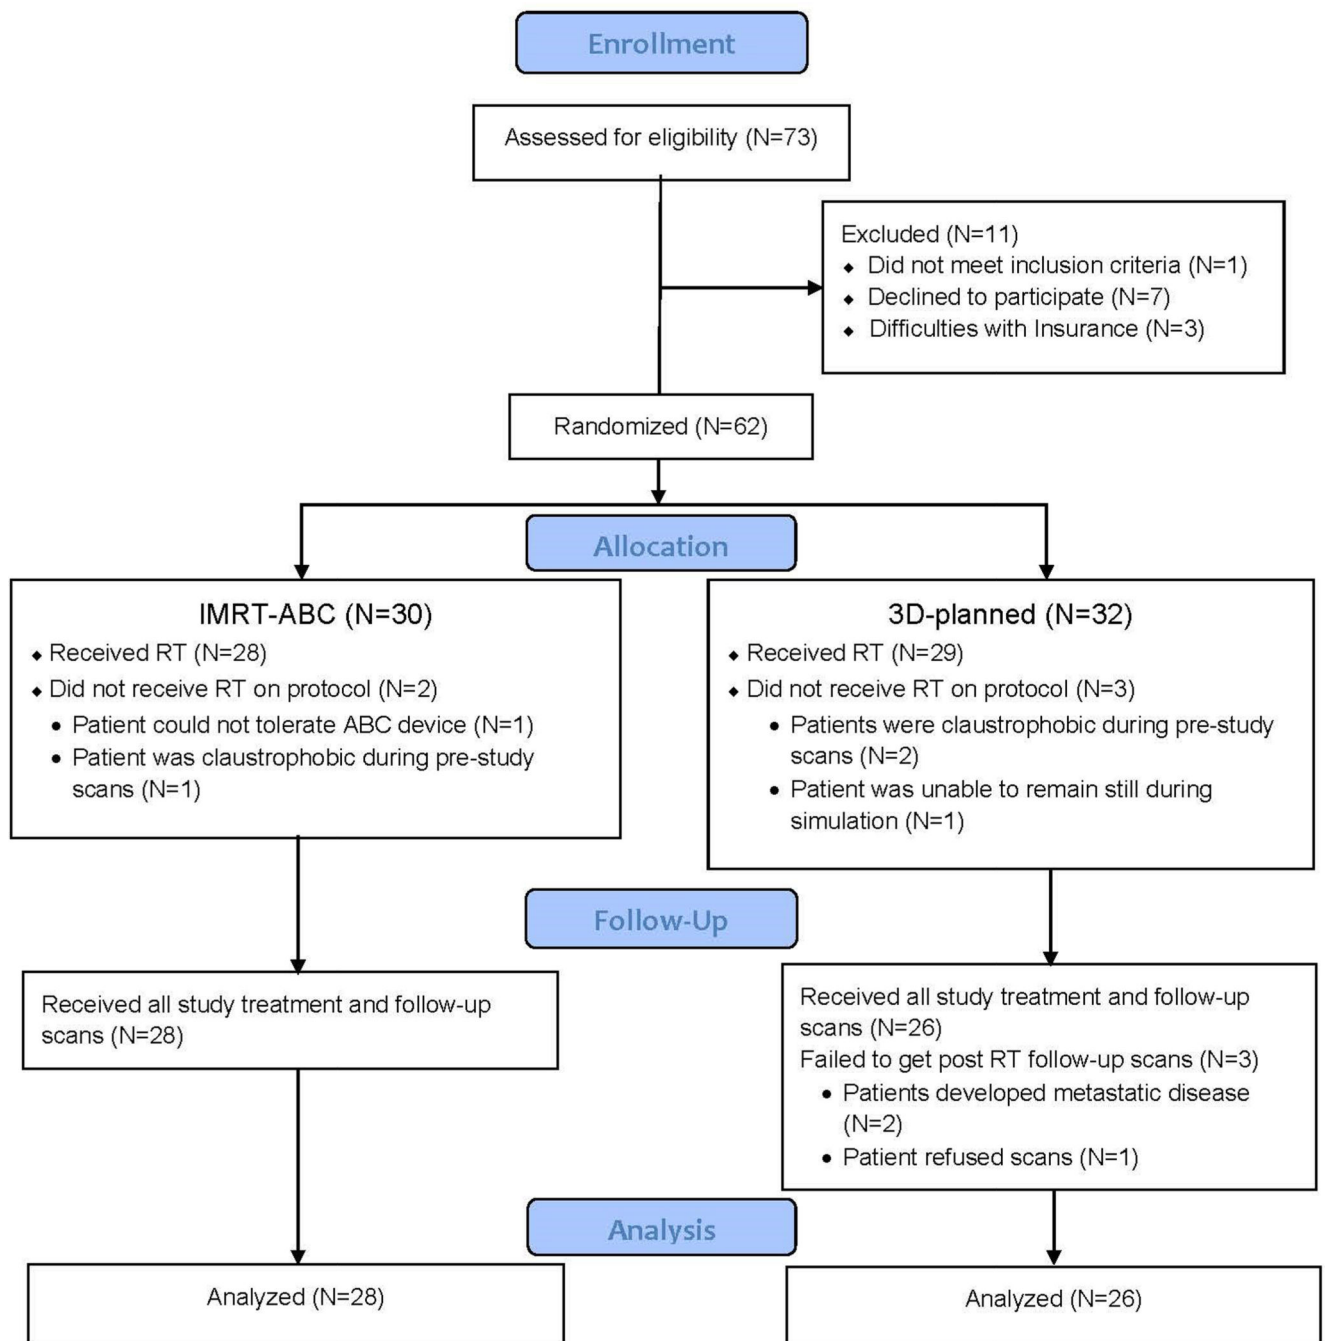 Enrollment
Assessed for eligibility (N=73)
Excluded (N=11)
⬥ Did not meet inclusion criteria (N=1)
⬥ Declined to participate (N=7)
⬥ Difficulties with Insurance (N=3)
Randomized (N=62)
Allocation
IMRT-ABC (N=30)
⬥ Received RT (N=28)
⬥ Did not receive RT on protocol (N=2)
• Patient could not tolerate ABC device (N=1)
• Patient was claustrophobic during pre-study
scans (N=1)
3D-planned (N=32)
⬥ Received RT (N=29)
⬥ Did not receive RT on protocol (N=3)
• Patients were claustrophobic during pre-study
scans (N=2)
• Patient was unable to remain still during
simulation (N=1)
Follow-Up
Received all study treatment and follow-up
scans (N=28)
Received all study treatment and follow-up
scans (N=26)
Failed to get post RT follow-up scans (N=3)
• Patients developed metastatic disease
(N=2)
• Patient refused scans (N=1)
Analysis
Analyzed (N=28)
Analyzed (N=26)